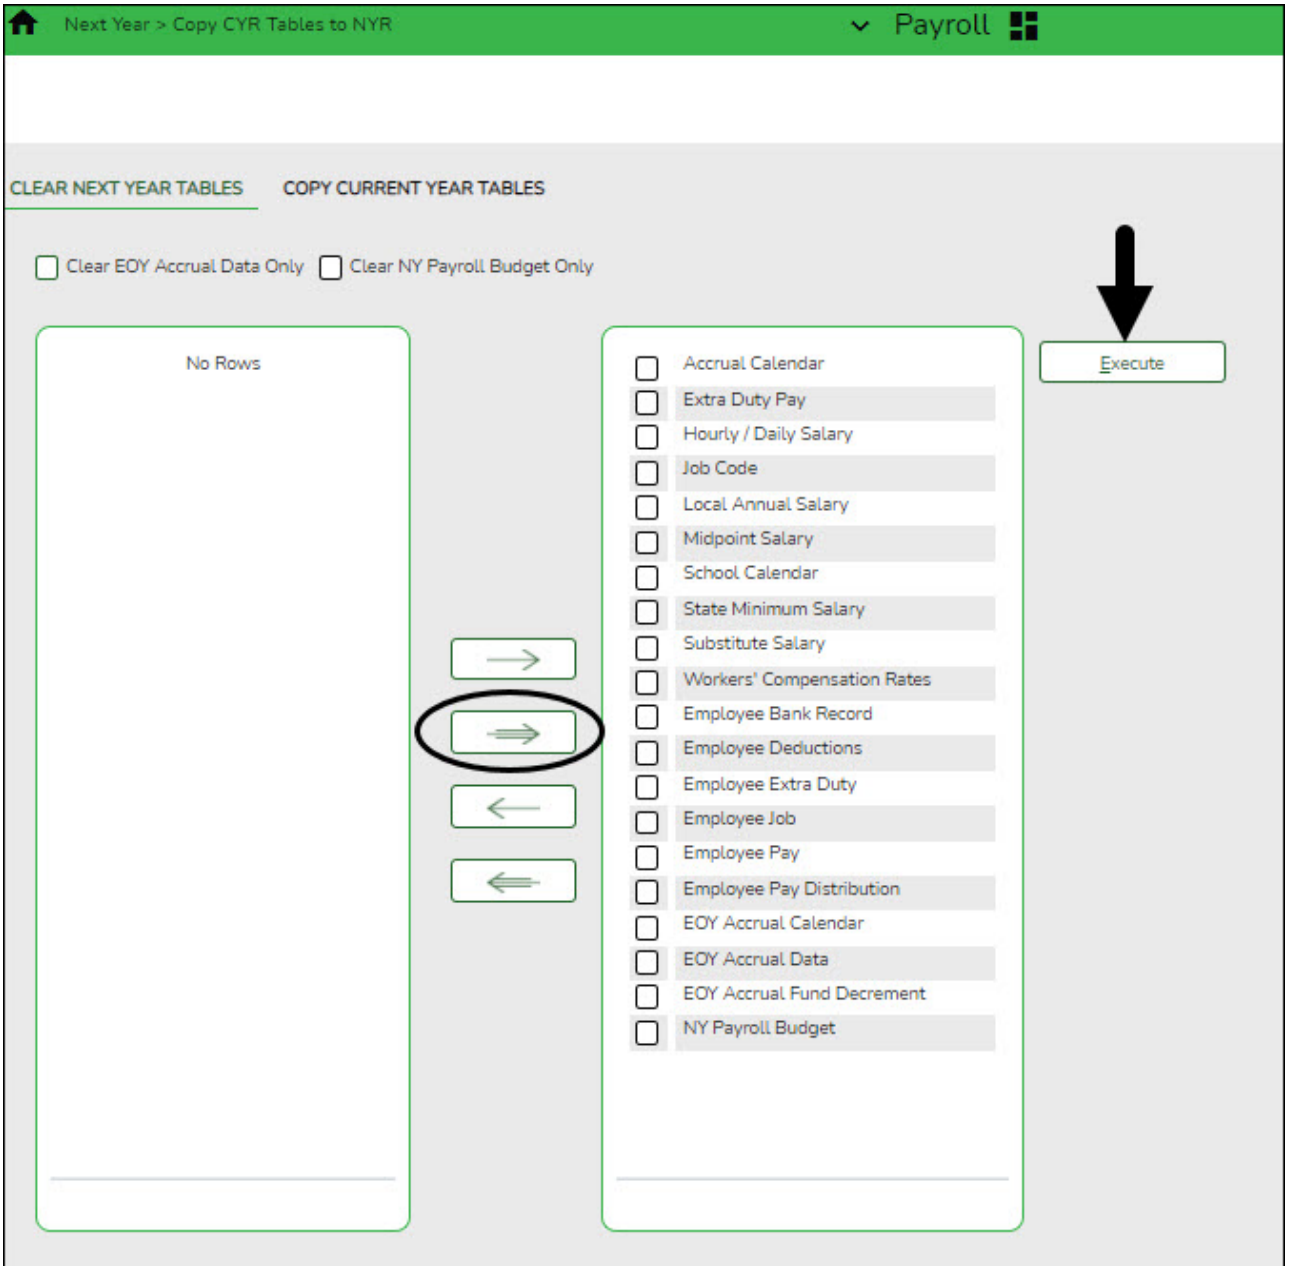 Next Year > Copy CYR Tables to NYR
Payroll
CLEAR NEXT YEAR TABLES
COPY CURRENT YEAR TABLES
Clear EOY Accrual Data Only
Clear NY Payroll Budget Only
No Rows
Accrual Calendar
Extra Duty Pay
Hourly / Daily Salary
Job Code
Local Annual Salary
Midpoint Salary
School Calendar
State Minimum Salary
Substitute Salary
Workers' Compensation Rates
Employee Bank Record
Employee Deductions
Employee Extra Duty
Employee Job
Employee Pay
Employee Pay Distribution
EOY Accrual Calendar
EOY Accrual Data
EOY Accrual Fund Decrement
NY Payroll Budget
Execute